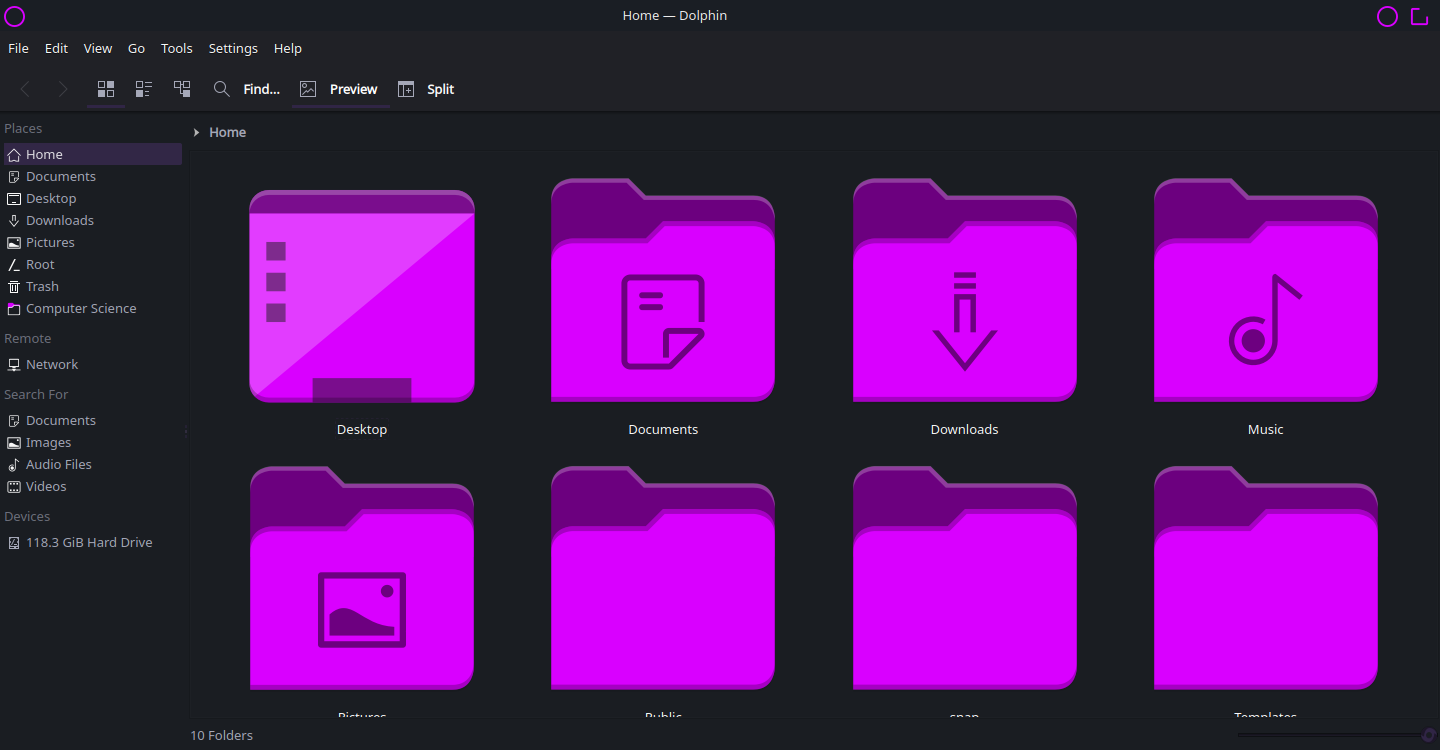 Home — Dolphin
File Edit View Go Tools Settings Help
Find... Preview Split
Places
Home
Documents
Desktop
Downloads
Pictures
Root
Trash
Computer Science
Remote
Network
Search For
Documents
Images
Audio Files
Videos
Devices
118.3 GiB Hard Drive
Home
Desktop Documents Downloads Music
Pictures Public snap Templates
10 Folders